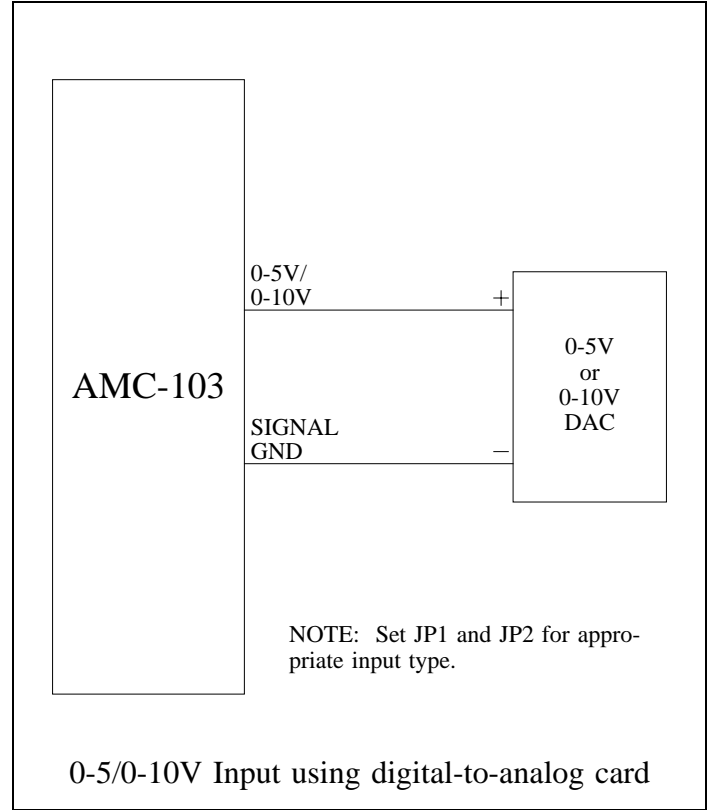 0-5V/
0-10V
+
0-5V
or
0-10V
DAC
AMC-103
SIGNAL
GND
−
NOTE: Set JP1 and JP2 for appro-
priate input type.
0-5/0-10V Input using digital-to-analog card